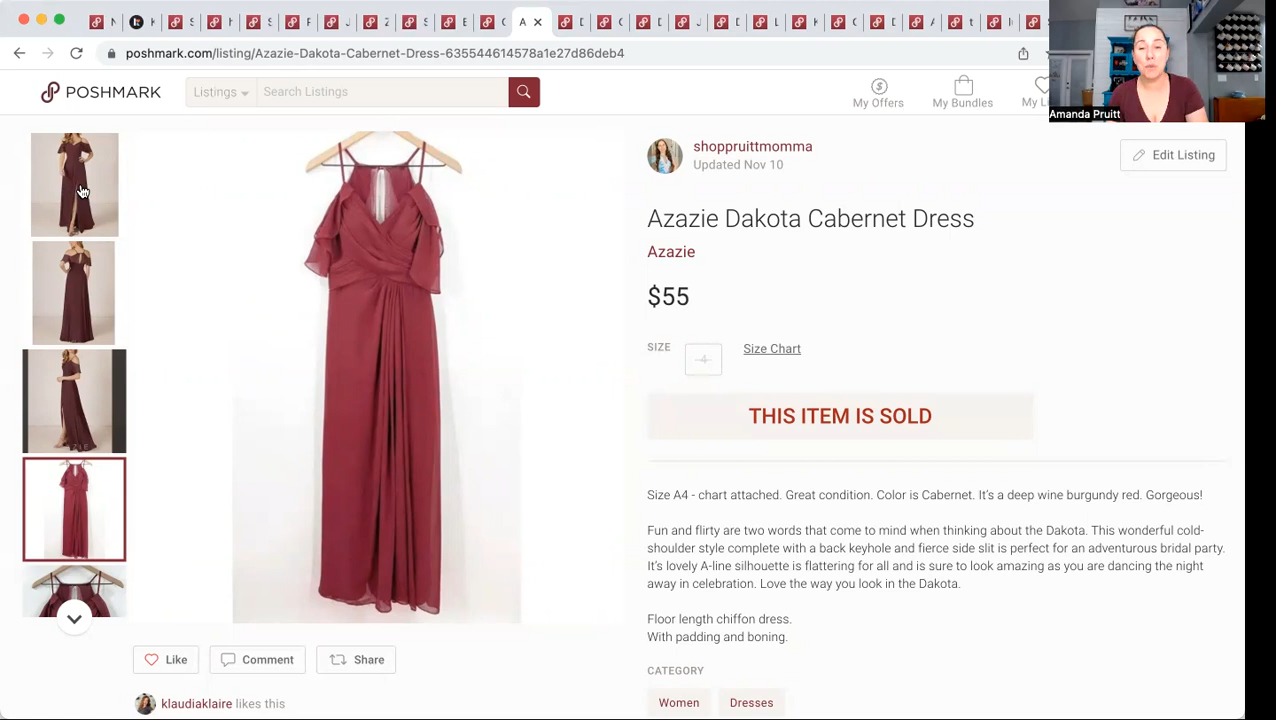 poshmark.com/listing/Azazie-Dakota-Cabernet-Dress-635544614578a1e27d86deb4
POSHMARK
Listings
Search Listings
My Offers
My Bundles
My Li
Amanda Pruitt
shoppruittmomma
Updated Nov 10
Edit Listing
Azazie Dakota Cabernet Dress
Azazie
$55
SIZE
4
Size Chart
THIS ITEM IS SOLD
Size A4 - chart attached. Great condition. Color is Cabernet. It's a deep wine burgundy red. Gorgeous!
Fun and flirty are two words that come to mind when thinking about the Dakota. This wonderful cold-
shoulder style complete with a back keyhole and fierce side slit is perfect for an adventurous bridal party.
It's lovely A-line silhouette is flattering for all and is sure to look amazing as you are dancing the night
away in celebration. Love the way you look in the Dakota.
Floor length chiffon dress.
With padding and boning.
CATEGORY
Women
Dresses
Like
Comment
Share
klaudiaklaire likes this